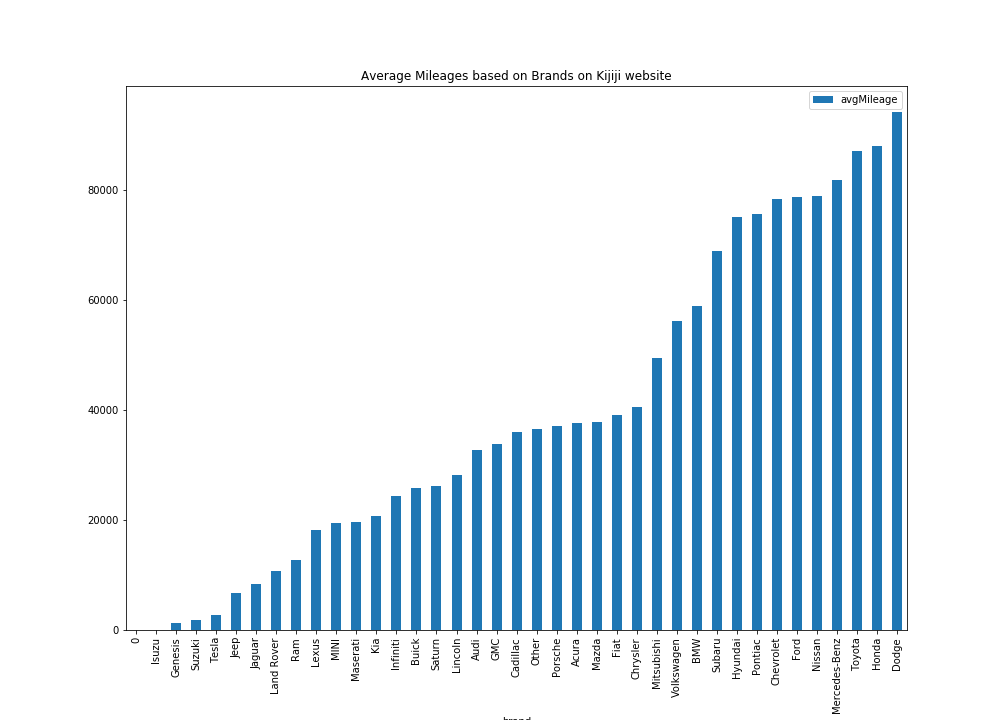 Average Mileages based on Brands on Kijiji website
avgMileage
80000
60000
40000
20000
0
0
Isuzu
Genesis
Suzuki
Tesla
Jeep
Jaguar
Land Rover
Ram
Lexus
MINI
Maserati
Kia
Infiniti
Buick
Saturn
Lincoln
Audi
GMC
Cadillac
Other
Porsche
Acura
Mazda
Fiat
Chrysler
Mitsubishi
Volkswagen
BMW
Subaru
Hyundai
Pontiac
Chevrolet
Ford
Nissan
Mercedes-Benz
Toyota
Honda
Dodge